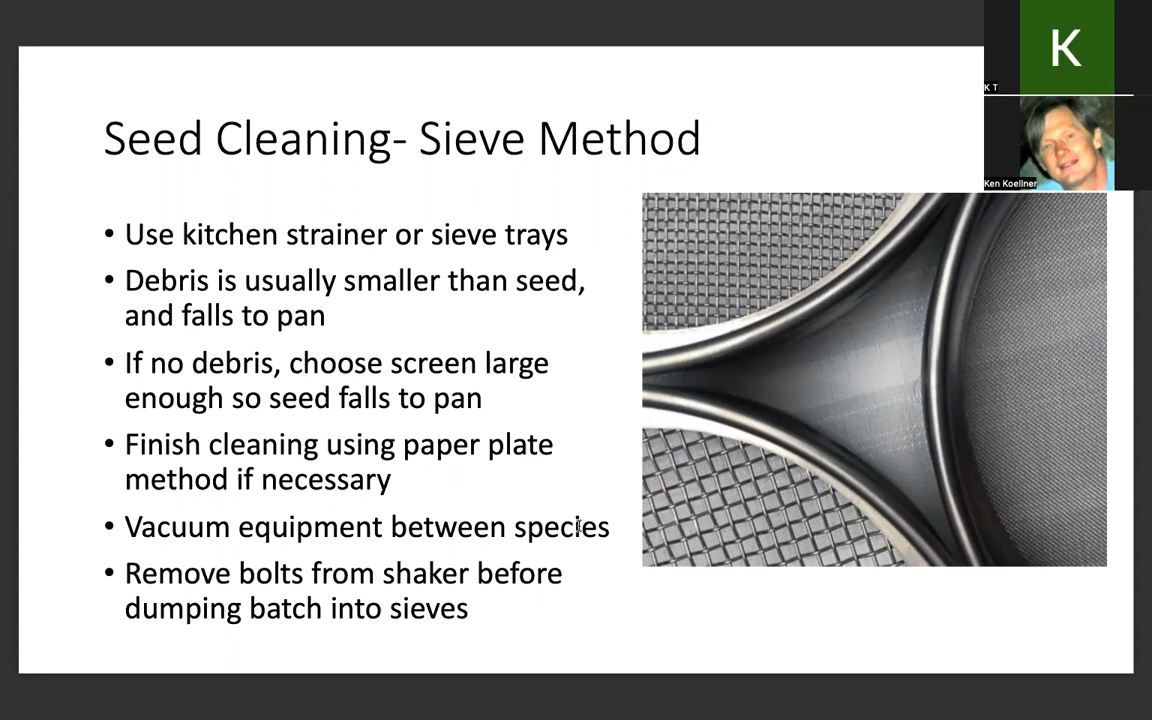 K
K T
Ken Koellner
Seed Cleaning- Sieve Method
• Use kitchen strainer or sieve trays
• Debris is usually smaller than seed,
and falls to pan
• If no debris, choose screen large
enough so seed falls to pan
• Finish cleaning using paper plate
method if necessary
• Vacuum equipment between species
• Remove bolts from shaker before
dumping batch into sieves